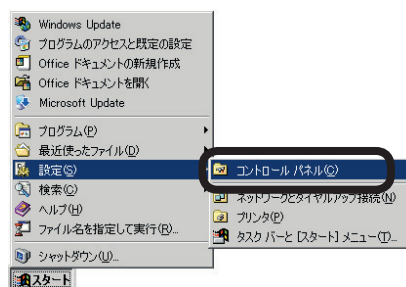 Windows Update
プログラムのアクセスと既定の設定
Office ドキュメントの新規作成
Office ドキュメントを開く
Microsoft Update
プログラム(P)
最近使ったファイル(D)
設定(S)
コントロール パネル(C)
検索(C)
ネットワークとダイヤルアップ接続(N)
ヘルプ(H)
プリンタ(P)
ファイル名を指定して実行(R)...
タスク バーと [スタート] メニュー(T)...
シャットダウン(U)...
スタート